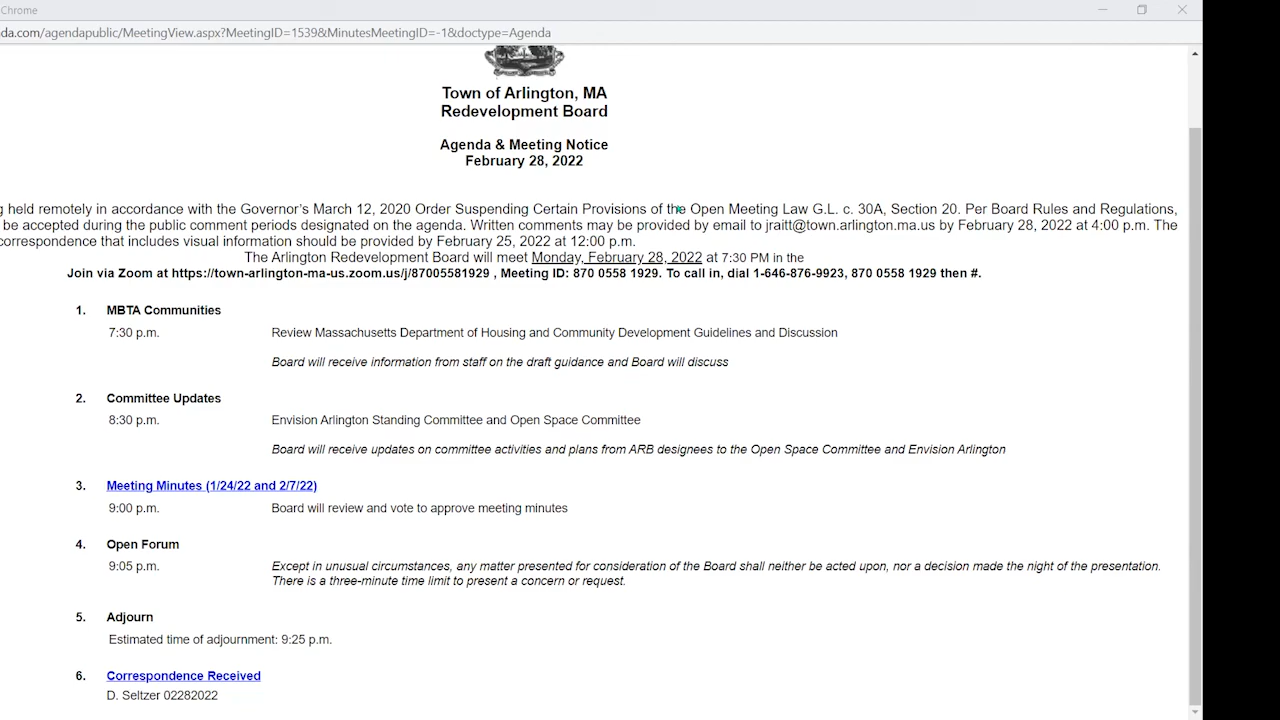 Chrome
da.com/agendapublic/MeetingView.aspx?MeetingID=1539&MinutesMeetingID=-1&doctype=Agenda
Town of Arlington, MA
Redevelopment Board
Agenda & Meeting Notice
February 28, 2022
g held remotely in accordance with the Governor's March 12, 2020 Order Suspending Certain Provisions of the Open Meeting Law G.L. c. 30A, Section 20. Per Board Rules and Regulations,
be accepted during the public comment periods designated on the agenda. Written comments may be provided by email to jraitt@town.arlington.ma.us by February 28, 2022 at 4:00 p.m. The
correspondence that includes visual information should be provided by February 25, 2022 at 12:00 p.m.
The Arlington Redevelopment Board will meet Monday, February 28, 2022 at 7:30 PM in the
Join via Zoom at https://town-arlington-ma-us.zoom.us/j/87005581929 , Meeting ID: 870 0558 1929. To call in, dial 1-646-876-9923, 870 0558 1929 then #.
1. MBTA Communities
7:30 p.m. Review Massachusetts Department of Housing and Community Development Guidelines and Discussion
Board will receive information from staff on the draft guidance and Board will discuss
2. Committee Updates
8:30 p.m. Envision Arlington Standing Committee and Open Space Committee
Board will receive updates on committee activities and plans from ARB designees to the Open Space Committee and Envision Arlington
3. Meeting Minutes (1/24/22 and 2/7/22)
9:00 p.m. Board will review and vote to approve meeting minutes
4. Open Forum
9:05 p.m. Except in unusual circumstances, any matter presented for consideration of the Board shall neither be acted upon, nor a decision made the night of the presentation.
There is a three-minute time limit to present a concern or request.
5. Adjourn
Estimated time of adjournment: 9:25 p.m.
6. Correspondence Received
D. Seltzer 02282022